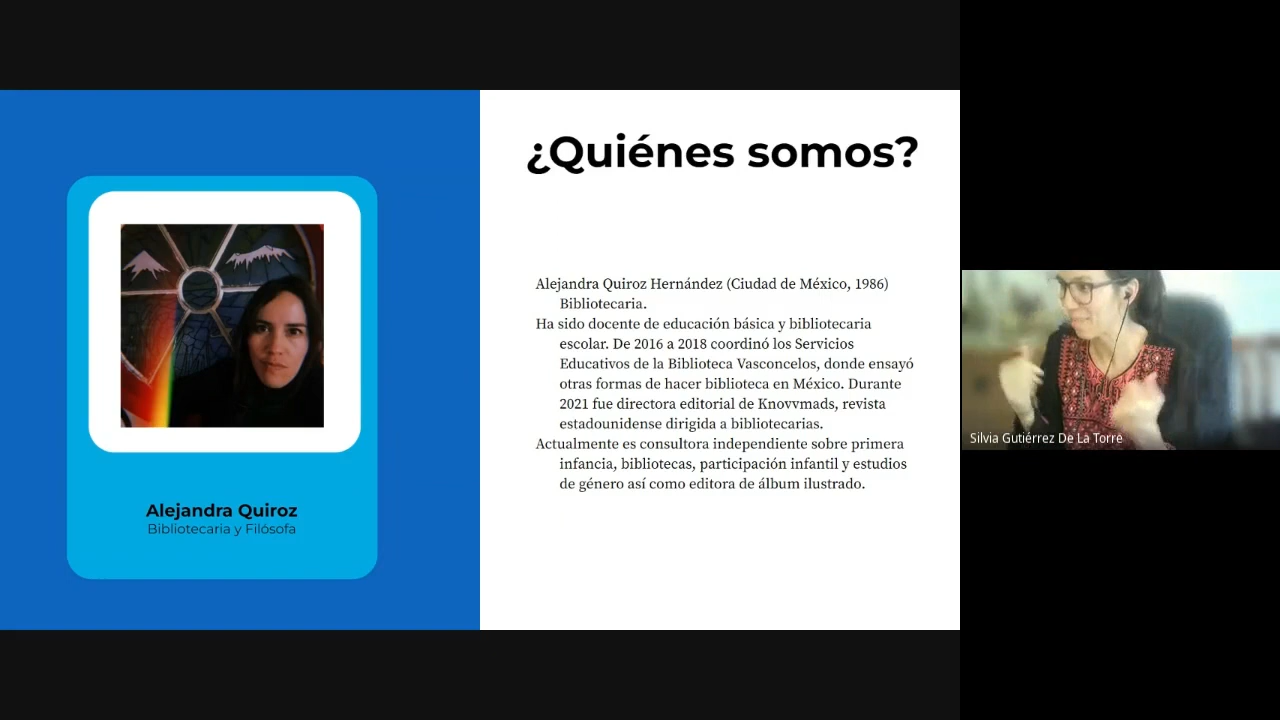 ¿Quiénes somos?
Alejandra Quiroz Hernández (Ciudad de México, 1986)
Bibliotecaria.
Ha sido docente de educación básica y bibliotecaria
escolar. De 2016 a 2018 coordinó los Servicios
Educativos de la Biblioteca Vasconcelos, donde ensayó
otras formas de hacer biblioteca en México. Durante
2021 fue directora editorial de Knovvmads, revista
estadounidense dirigida a bibliotecarias.
Actualmente es consultora independiente sobre primera
infancia, bibliotecas, participación infantil y estudios
de género así como editora de álbum ilustrado.
Alejandra Quiroz
Bibliotecaria y Filósofa
Silvia Gutiérrez De La Torre